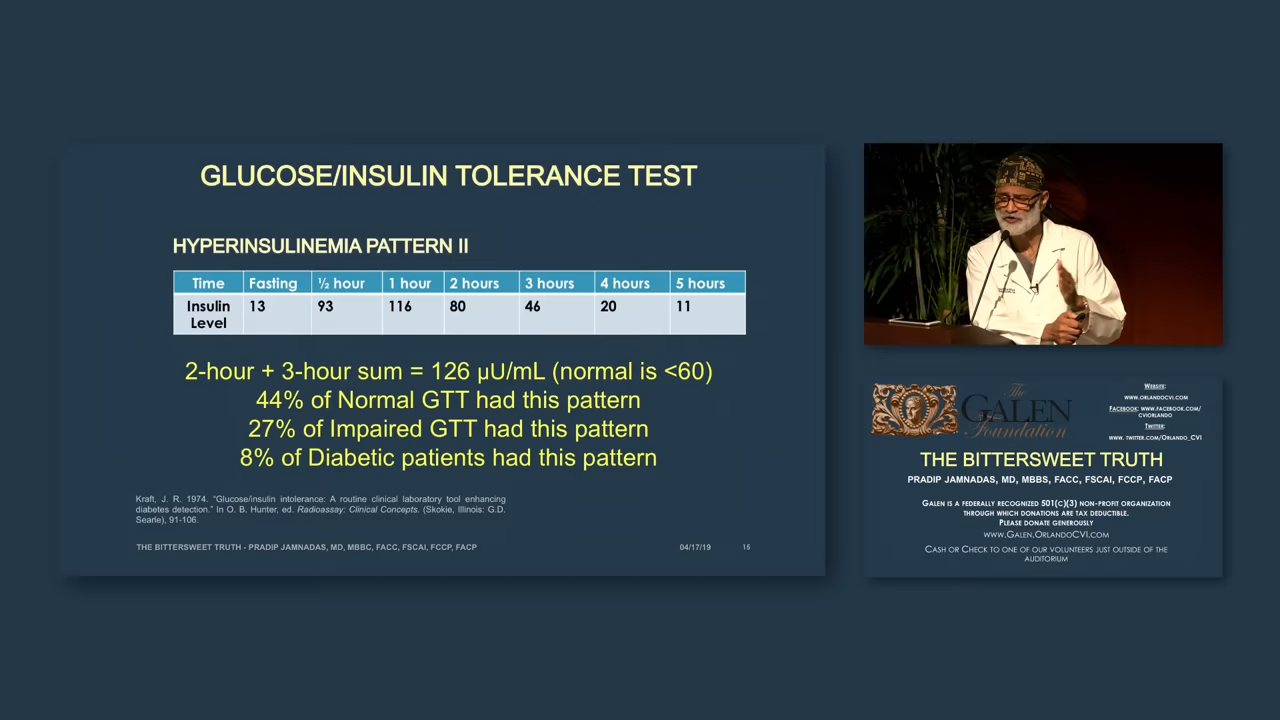 GLUCOSE/INSULIN TOLERANCE TEST
HYPERINSULINEMIA PATTERN II
Time Fasting ½ hour 1 hour 2 hours 3 hours 4 hours 5 hours
Insulin Level 13 93 116 80 46 20 11
2-hour + 3-hour sum = 126 µU/mL (normal is <60)
44% of Normal GTT had this pattern
27% of Impaired GTT had this pattern
8% of Diabetic patients had this pattern
Kraft, J. R. 1974. "Glucose/insulin intolerance: A routine clinical laboratory tool enhancing
diabetes detection." In O. B. Hunter, ed. Radioassay: Clinical Concepts. (Skokie, Illinois: G.D.
Searle), 91-106.
THE BITTERSWEET TRUTH - PRADIP JAMNADAS, MD, MBBC, FACC, FSCAI, FCCP, FACP 04/17/19 15
The
GALEN
Foundation
WEBSITE:
WWW.ORLANDOCVI.COM
FACEBOOK: WWW.FACEBOOK.COM/
CVIORLANDO
TWITTER:
WWW. TWITTER.COM/ORLANDO_CVI
THE BITTERSWEET TRUTH
PRADIP JAMNADAS, MD, MBBS, FACC, FSCAI, FCCP, FACP
GALEN IS A FEDERALLY RECOGNIZED 501(C)(3) NON-PROFIT ORGANIZATION
THROUGH WHICH DONATIONS ARE TAX DEDUCTIBLE.
PLEASE DONATE GENEROUSLY
WWW.GALEN.ORLANDOCVI.COM
CASH OR CHECK TO ONE OF OUR VOLUNTEERS JUST OUTSIDE OF THE
AUDITORIUM